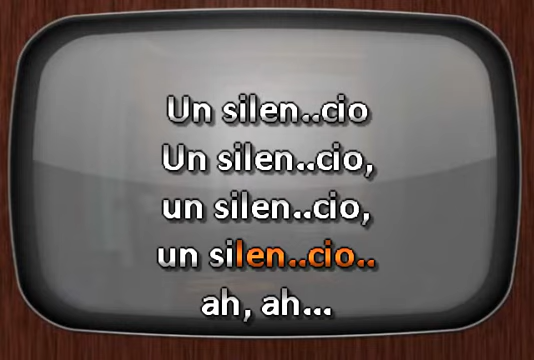 Un silen..cio
Un silen..cio,
un silen..cio,
un silen..cio..
ah, ah...